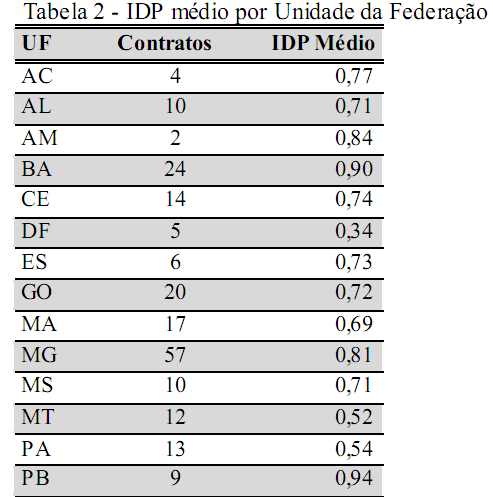 Tabela 2 - IDP médio por Unidade da Federação
UF Contratos IDP Médio
AC 4 0,77
AL 10 0,71
AM 2 0,84
BA 24 0,90
CE 14 0,74
DF 5 0,34
ES 6 0,73
GO 20 0,72
MA 17 0,69
MG 57 0,81
MS 10 0,71
MT 12 0,52
PA 13 0,54
PB 9 0,94